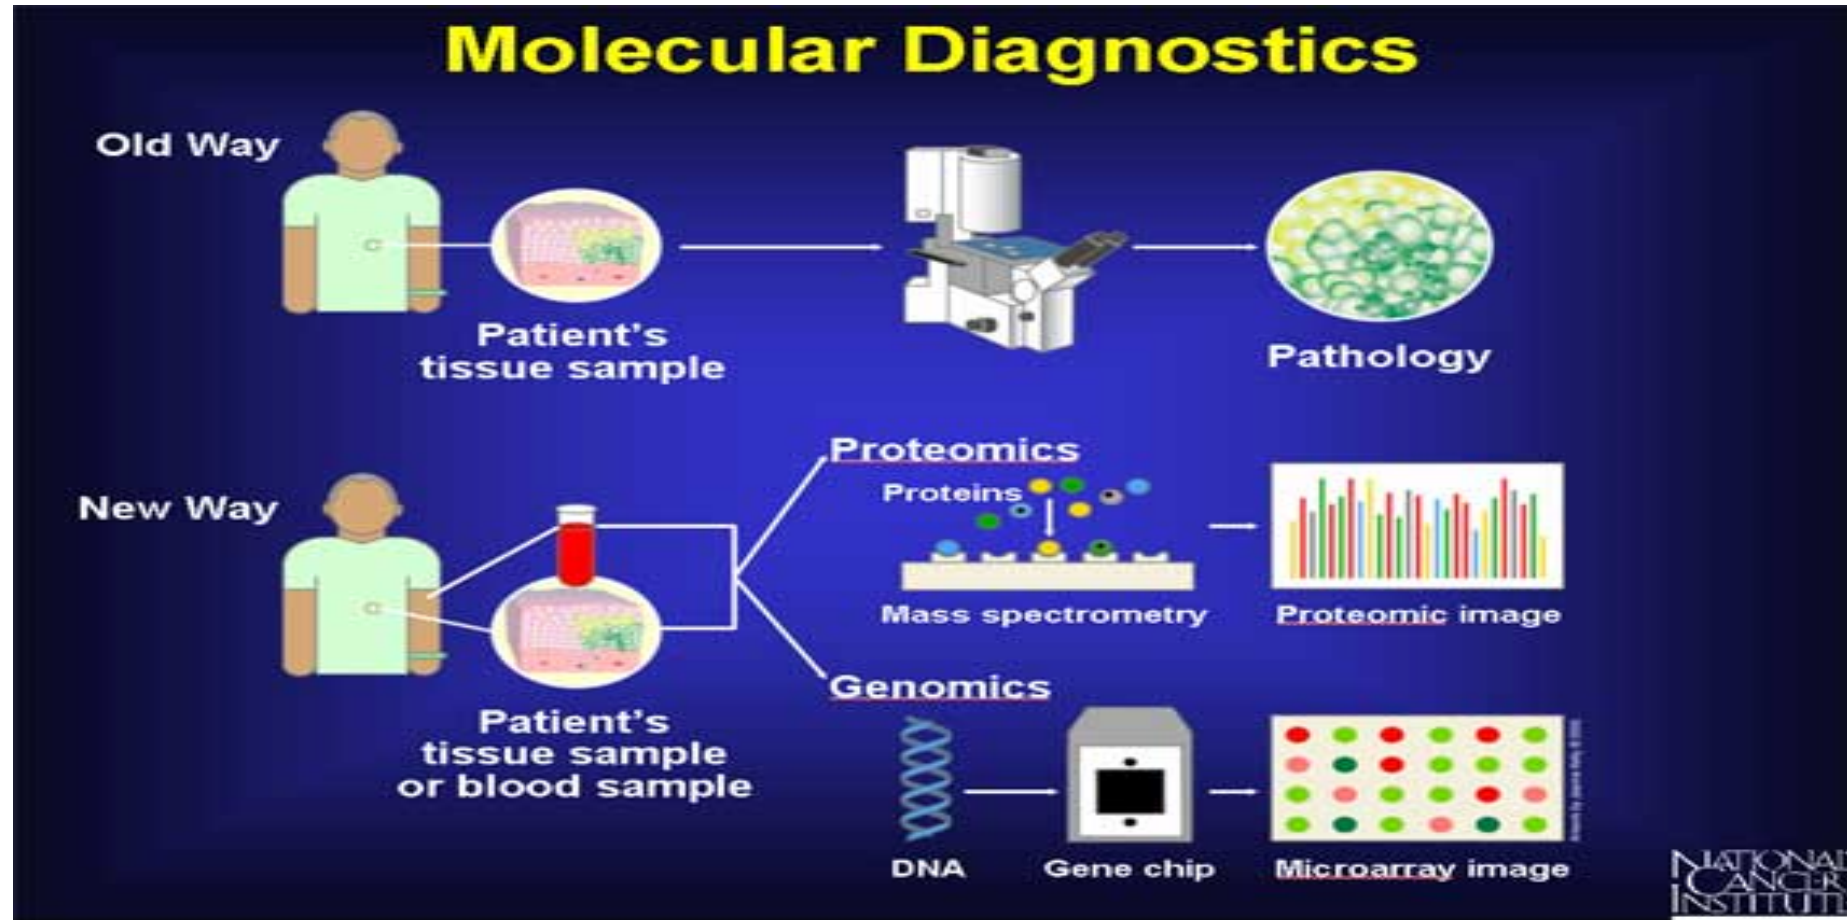 Molecular Diagnostics
Old Way
Patient's
tissue sample
Pathology
New Way
Patient's
tissue sample
or blood sample
Proteomics
Proteins
Mass spectrometry
Proteomic image
Genomics
DNA
Gene chip
Microarray image
NATIONAL
CANCER
INSTITUTE